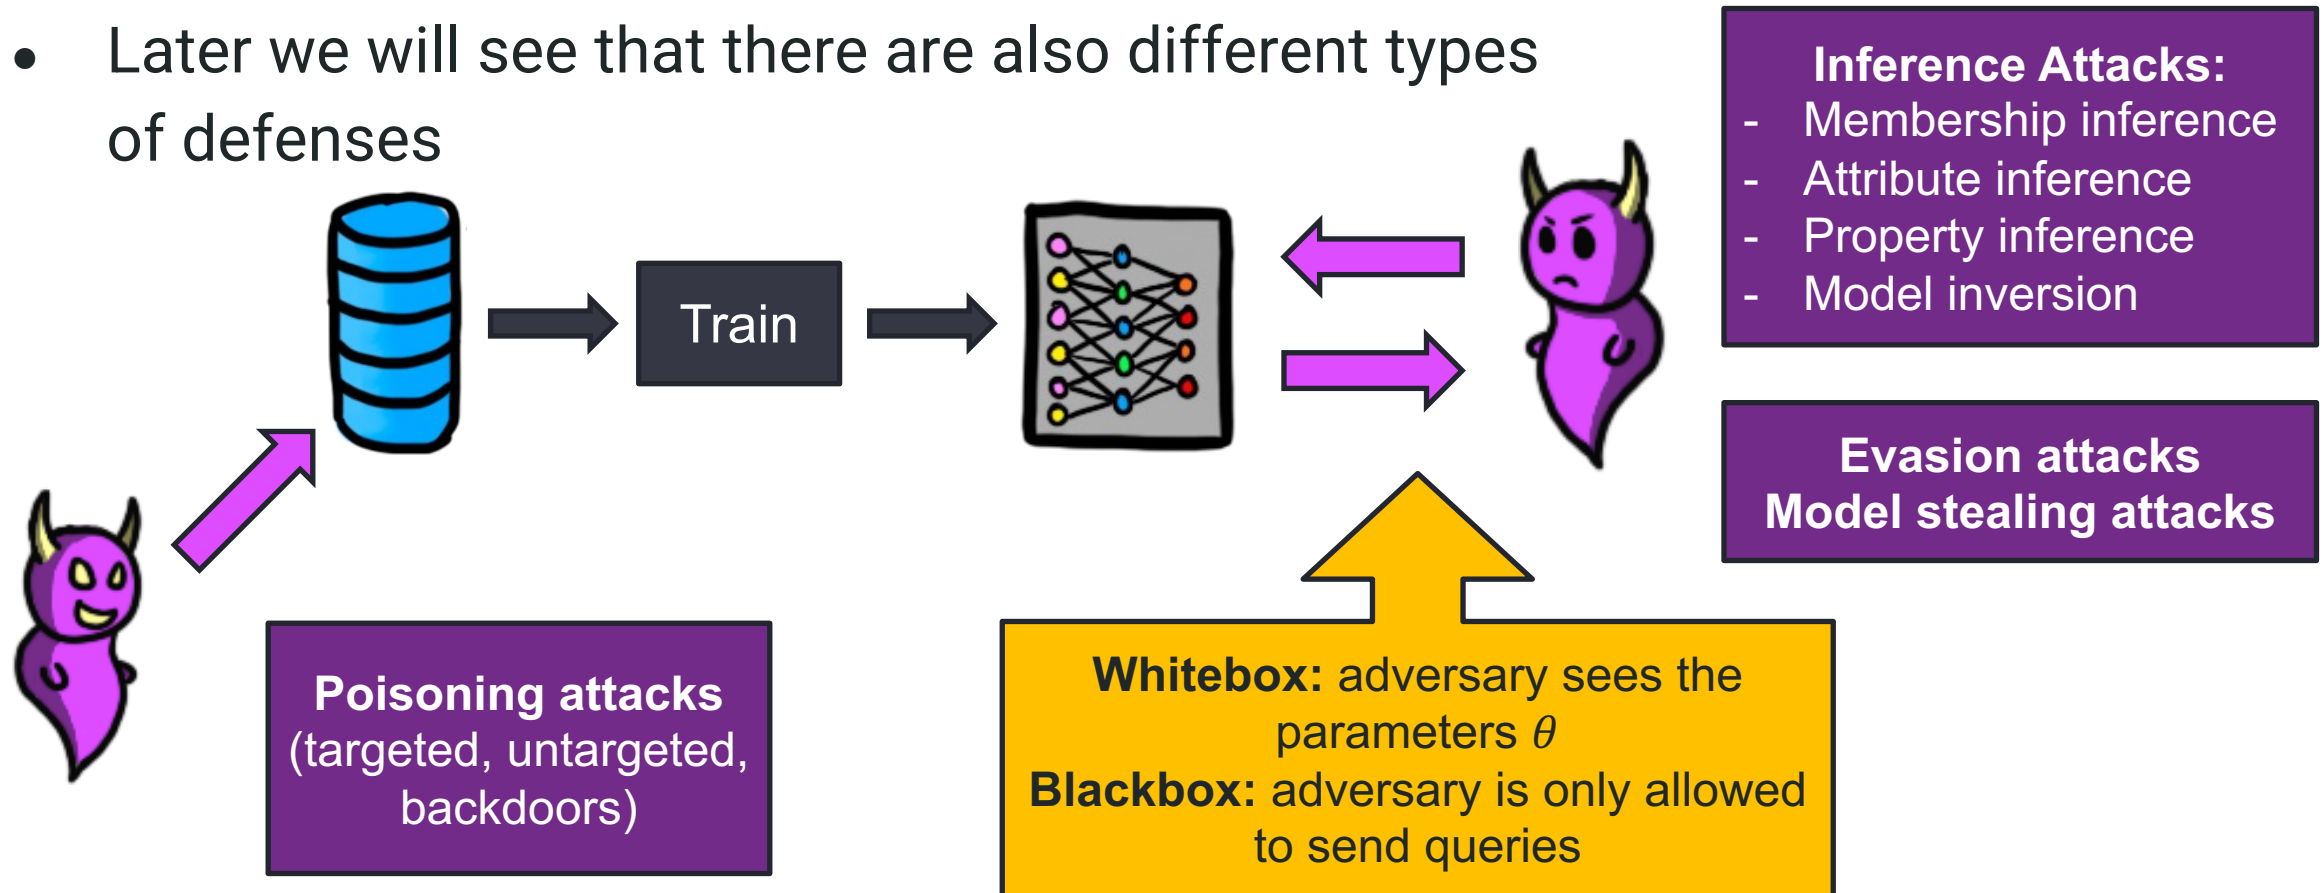 • Later we will see that there are also different types
of defenses
Inference Attacks:
- Membership inference
- Attribute inference
- Property inference
- Model inversion
Train
Evasion attacks
Model stealing attacks
Poisoning attacks
(targeted, untargeted,
backdoors)
Whitebox: adversary sees the
parameters θ
Blackbox: adversary is only allowed
to send queries